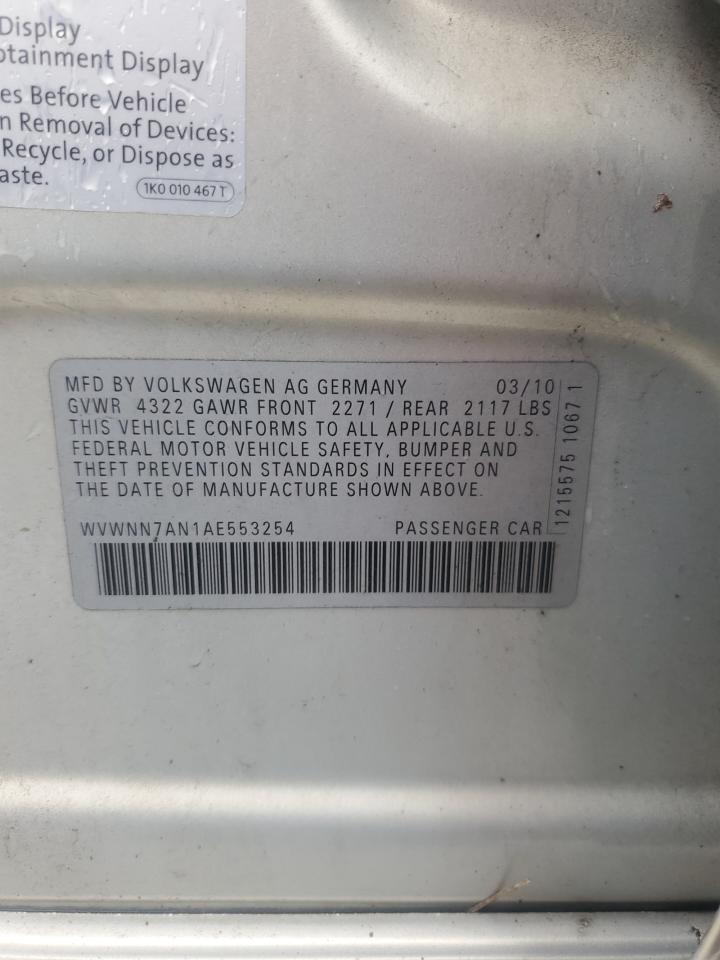 Display
otainment Display
es Before Vehicle
n Removal of Devices:
Recycle, or Dispose as
aste.
1K0 010 467 T
MFD BY VOLKSWAGEN AG GERMANY 03/10
GVWR 4322 GAWR FRONT 2271 / REAR 2117 LBS
THIS VEHICLE CONFORMS TO ALL APPLICABLE U.S.
FEDERAL MOTOR VEHICLE SAFETY, BUMPER AND
THEFT PREVENTION STANDARDS IN EFFECT ON
THE DATE OF MANUFACTURE SHOWN ABOVE.
WVWNN7AN1AE553254 PASSENGER CAR
1215575 1067 1